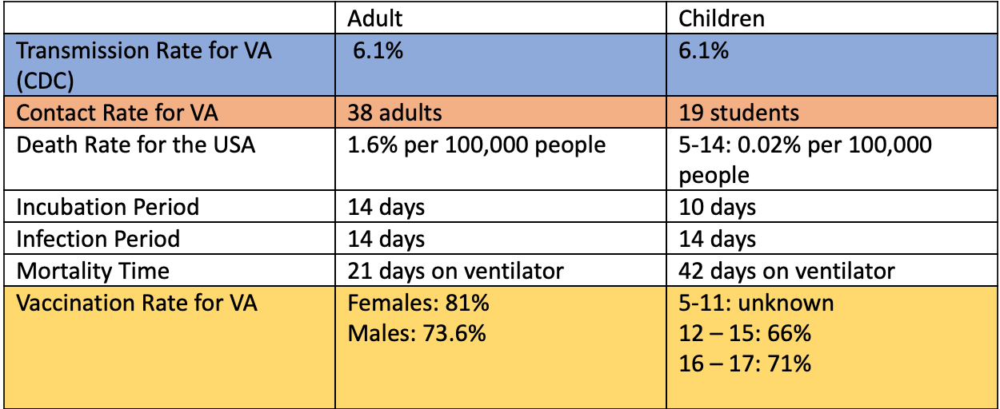 Adult Children
Transmission Rate for VA 6.1% 6.1%
(CDC)
Contact Rate for VA 38 adults 19 students
Death Rate for the USA 1.6% per 100,000 people 5-14: 0.02% per 100,000
people
Incubation Period 14 days 10 days
Infection Period 14 days 14 days
Mortality Time 21 days on ventilator 42 days on ventilator
Vaccination Rate for VA Females: 81% 5-11: unknown
Males: 73.6% 12 – 15: 66%
16 – 17: 71%